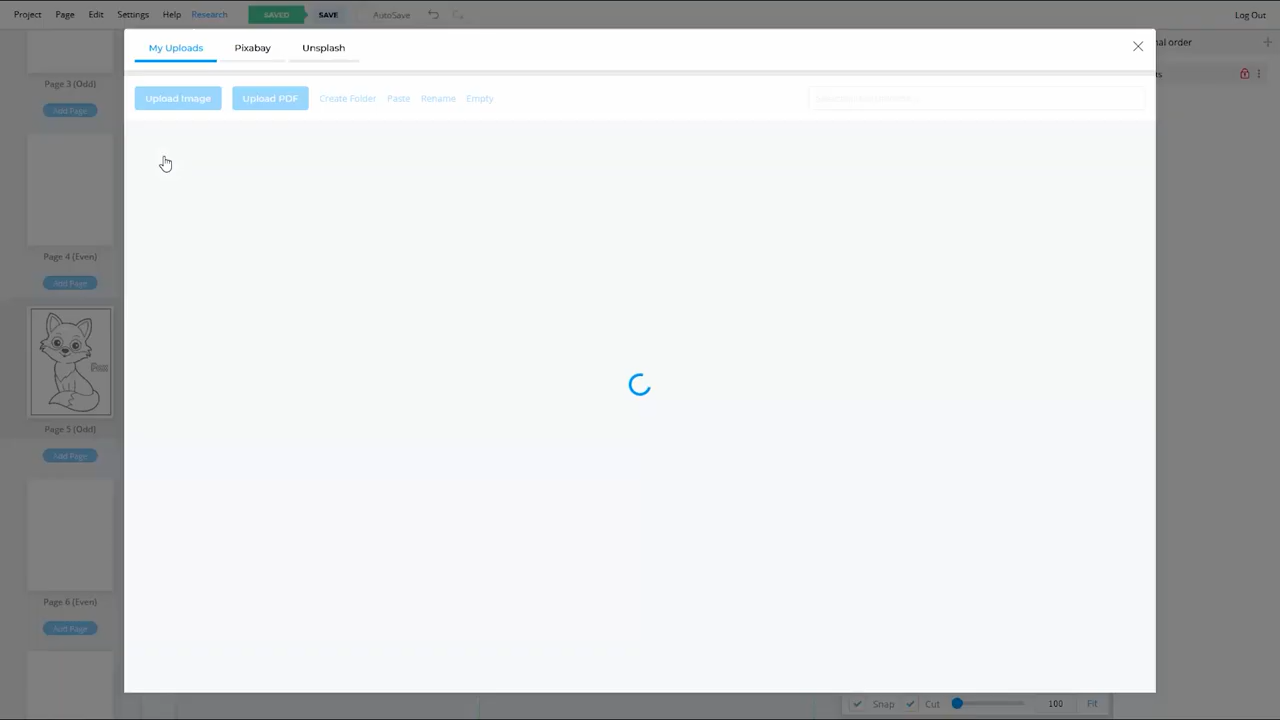 Project Page Edit Settings Help Research SAVED SAVE AutoSave Log Out
My Uploads Pixabay Unsplash
Upload Image Upload PDF Create Folder Paste Rename Empty
nal order
ts
Page 3 (Odd)
Add Page
Page 4 (Even)
Add Page
Fox
Page 5 (Odd)
Add Page
Page 6 (Even)
Add Page
Snap Cut 100 Fit